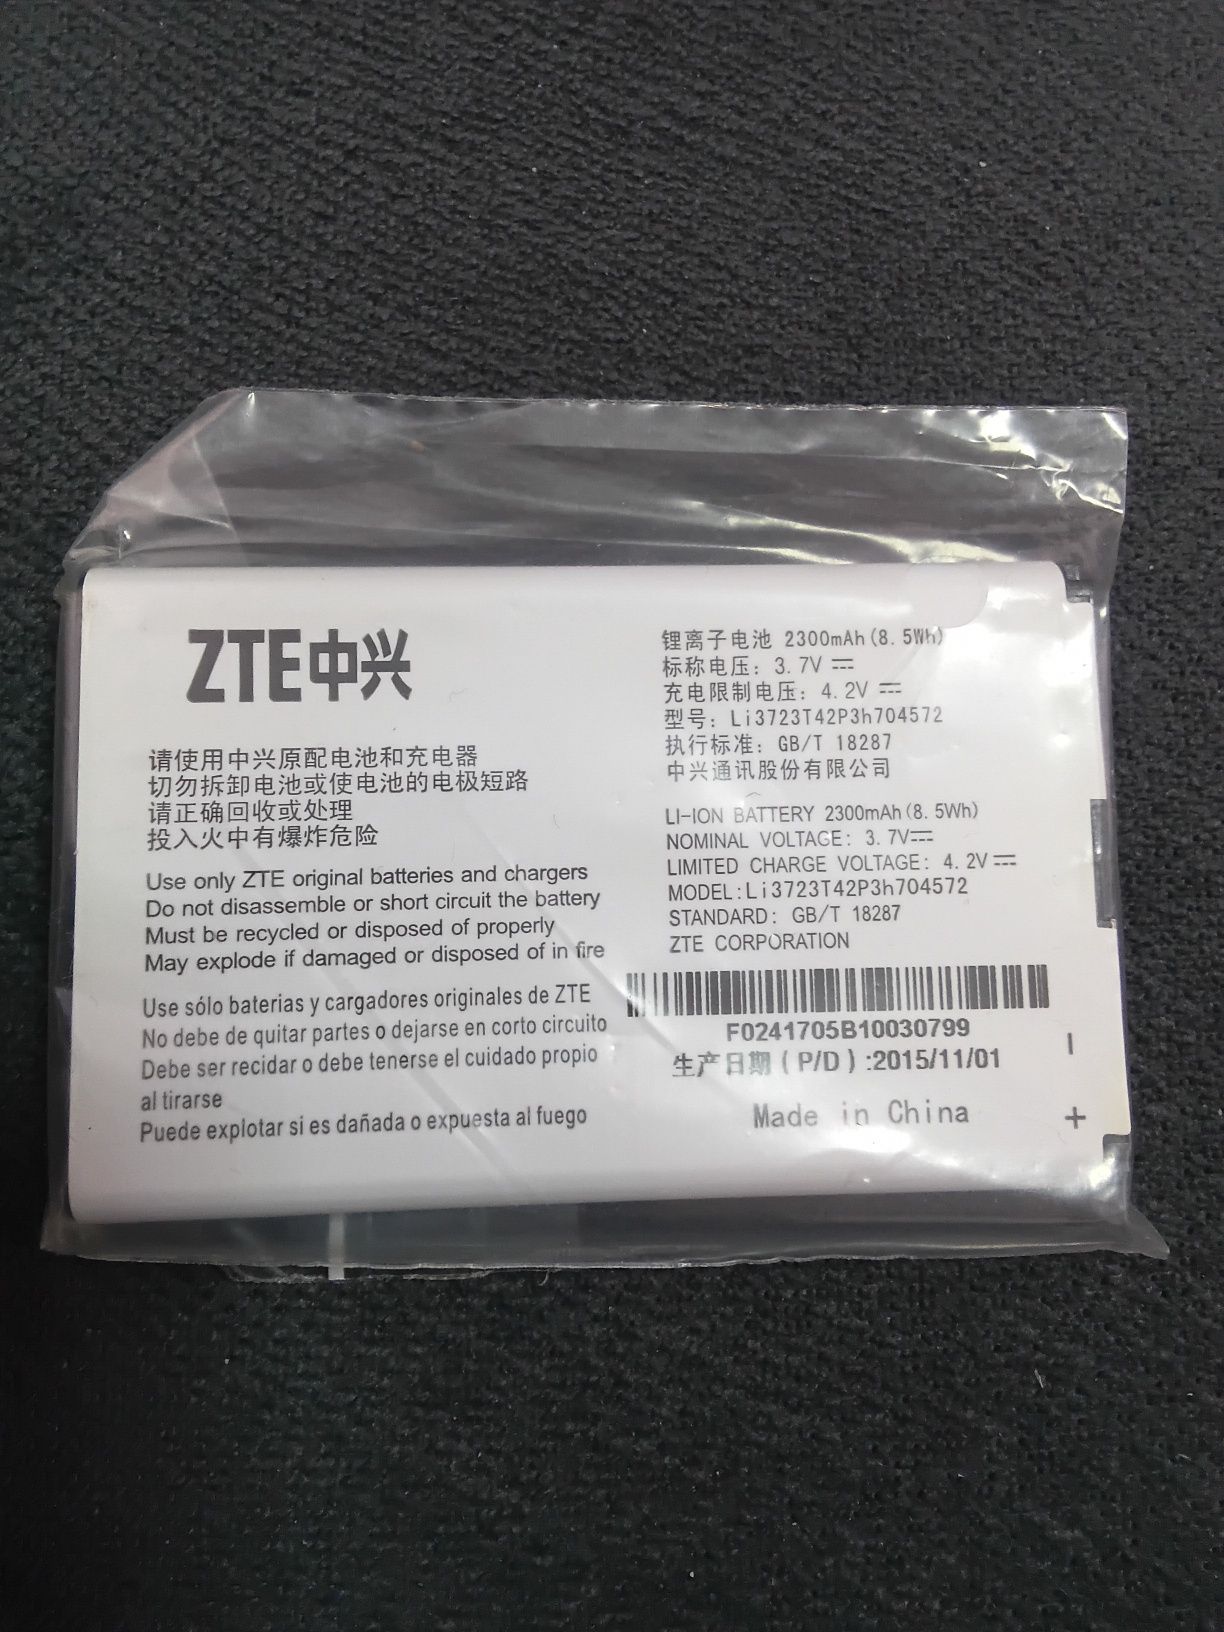 ZTE中兴
请使用中兴原配电池和充电器
切勿拆卸电池或使电池的电极短路
请正确回收或处理
投入火中有爆炸危险
Use only ZTE original batteries and chargers
Do not disassemble or short circuit the battery
Must be recycled or disposed of properly
May explode if damaged or disposed of in fire
Use sólo baterias y cargadores originales de ZTE
No debe de quitar partes o dejarse en corto circuito
Debe ser recidar o debe tenerse el cuidado propio
al tirarse
Puede explotar si es dañada o expuesta al fuego
锂离子电池 2300mAh(8.5Wh)
标称电压: 3.7V ⎓
充电限制电压: 4.2V ⎓
型号: Li3723T42P3h704572
执行标准: GB/T 18287
中兴通讯股份有限公司
LI-ION BATTERY 2300mAh(8.5Wh)
NOMINAL VOLTAGE: 3.7V⎓
LIMITED CHARGE VOLTAGE: 4.2V⎓
MODEL:Li3723T42P3h704572
STANDARD: GB/T 18287
ZTE CORPORATION
F0241705B10030799
生产日期 (P/D) :2015/11/01
Made in China
-
+